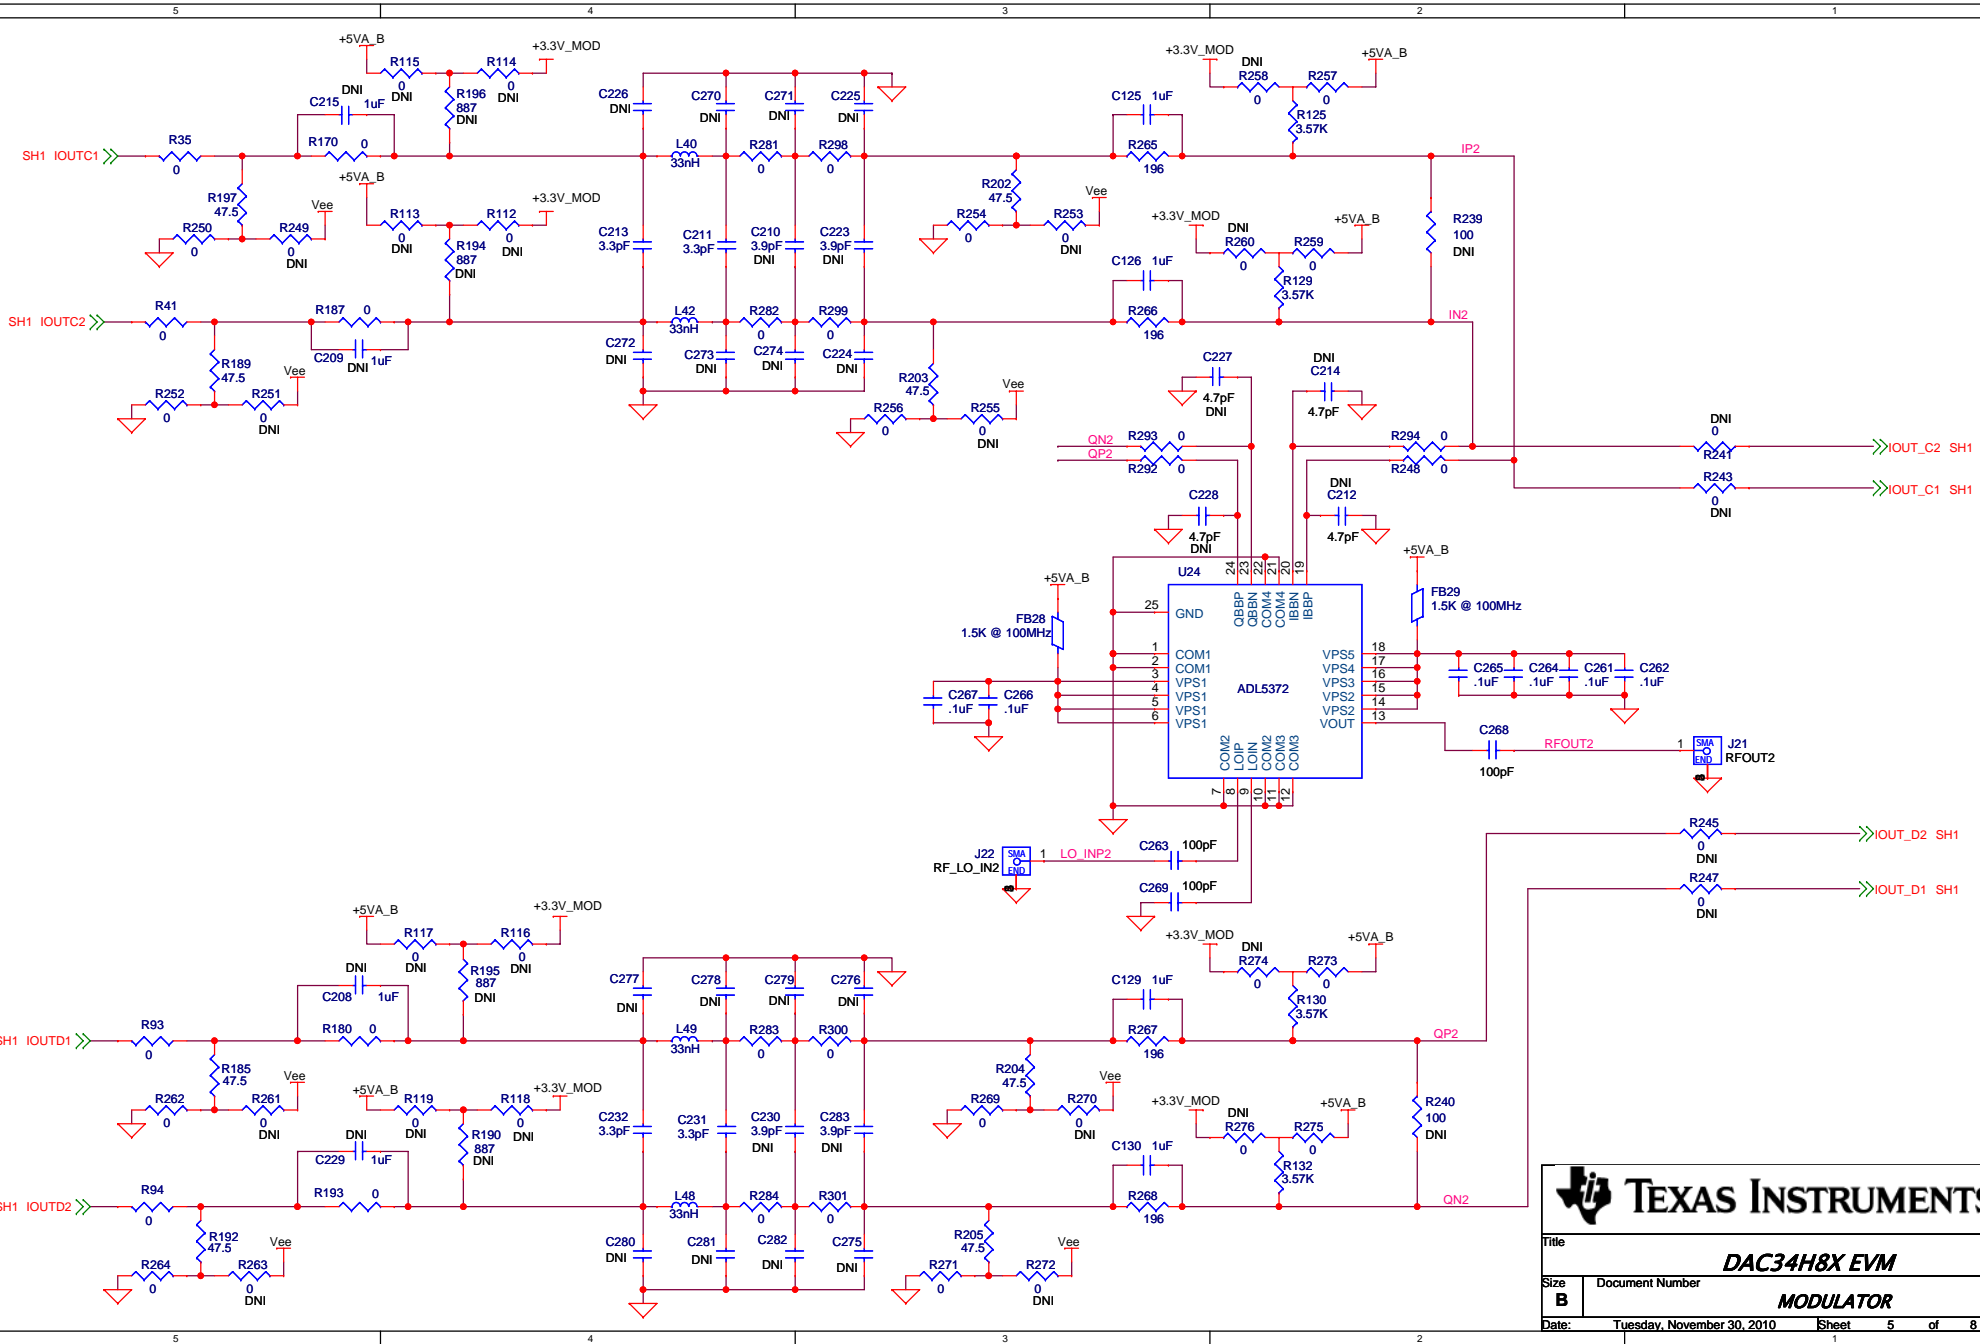 5 4 3 2 1
+5VA_B
+3.3V_MOD
R115
0
DNI
R114
0
DNI
DNI
C215 1uF
R196
887
DNI
SH1 IOUTC1
R35
0
R170 0
+5VA_B
+3.3V_MOD
R197
47.5
Vee
R250
0
R249
0
DNI
R113
0
DNI
R112
0
DNI
R194
887
DNI
SH1 IOUTC2
R41
0
R187 0
C209 DNI 1uF
R189
47.5
Vee
R252
0
R251
0
DNI
C226
DNI
C270
DNI
C271
DNI
C225
DNI
L40
33nH
R281
0
R298
0
C213
3.3pF
C211
3.3pF
C210
3.9pF
DNI
C223
3.9pF
DNI
L42
33nH
R282
0
R299
0
C272
DNI
C273
DNI
C274
DNI
C224
DNI
R202
47.5
Vee
R254
0
R253
0
DNI
R203
47.5
Vee
R256
0
R255
0
DNI
C125 1uF
R265
196
+3.3V_MOD
DNI
R258
0
R257
0
+5VA_B
R125
3.57K
IP2
C126 1uF
R266
196
+3.3V_MOD
DNI
R260
0
R259
0
+5VA_B
R129
3.57K
R239
100
DNI
IN2
C227
4.7pF
DNI
DNI
C214
4.7pF
QN2
QP2
R293 0
R292 0
R294 0
R248 0
DNI
0
R241
IOUT_C2 SH1
R243
0
DNI
IOUT_C1 SH1
C228
4.7pF
DNI
DNI
C212
4.7pF
U24
ADL5372
24 23 22 21 20 19
QBBP QBBN COM4 COM4 IBBN IBBP
25 GND
1 COM1
2 COM1
3 VPS1
4 VPS1
5 VPS1
6 VPS1
VPS5 18
VPS4 17
VPS3 16
VPS2 15
VPS2 14
VOUT 13
COM2 LOIP LOIN COM2 COM3 COM3
7 8 9 10 11 12
+5VA_B
FB28
1.5K @ 100MHz
C267
.1uF
C266
.1uF
+5VA_B
FB29
1.5K @ 100MHz
C265
.1uF
C264
.1uF
C261
.1uF
C262
.1uF
C268
100pF
RFOUT2
1
SMA
END
J21
RFOUT2
J22
RF_LO_IN2
SMA
END
1
LO_INP2
C263 100pF
C269 100pF
R245
0
DNI
IOUT_D2 SH1
R247
0
DNI
IOUT_D1 SH1
+5VA_B
+3.3V_MOD
R117
0
DNI
R116
0
DNI
DNI
C208 1uF
R195
887
DNI
H1 IOUTD1
R93
0
R180 0
R185
47.5
Vee
R262
0
R261
0
DNI
+5VA_B
+3.3V_MOD
R119
0
DNI
R118
0
DNI
DNI
C229 1uF
R190
887
DNI
H1 IOUTD2
R94
0
R193 0
R192
47.5
Vee
R264
0
R263
0
DNI
C277
DNI
C278
DNI
C279
DNI
C276
DNI
L49
33nH
R283
0
R300
0
C232
3.3pF
C231
3.3pF
C230
3.9pF
DNI
C283
3.9pF
DNI
L48
33nH
R284
0
R301
0
C280
DNI
C281
DNI
C282
DNI
C275
DNI
R204
47.5
Vee
R269
0
R270
0
DNI
R205
47.5
Vee
R271
0
R272
0
DNI
C129 1uF
R267
196
+3.3V_MOD
DNI
R274
0
R273
0
+5VA_B
R130
3.57K
QP2
C130 1uF
R268
196
+3.3V_MOD
DNI
R276
0
R275
0
+5VA_B
R132
3.57K
R240
100
DNI
QN2
TEXAS INSTRUMENTS
Title
DAC34H8X EVM
Size
B
Document Number
MODULATOR
Date: Tuesday, November 30, 2010 Sheet 5 of 8
5 4 3 2 1